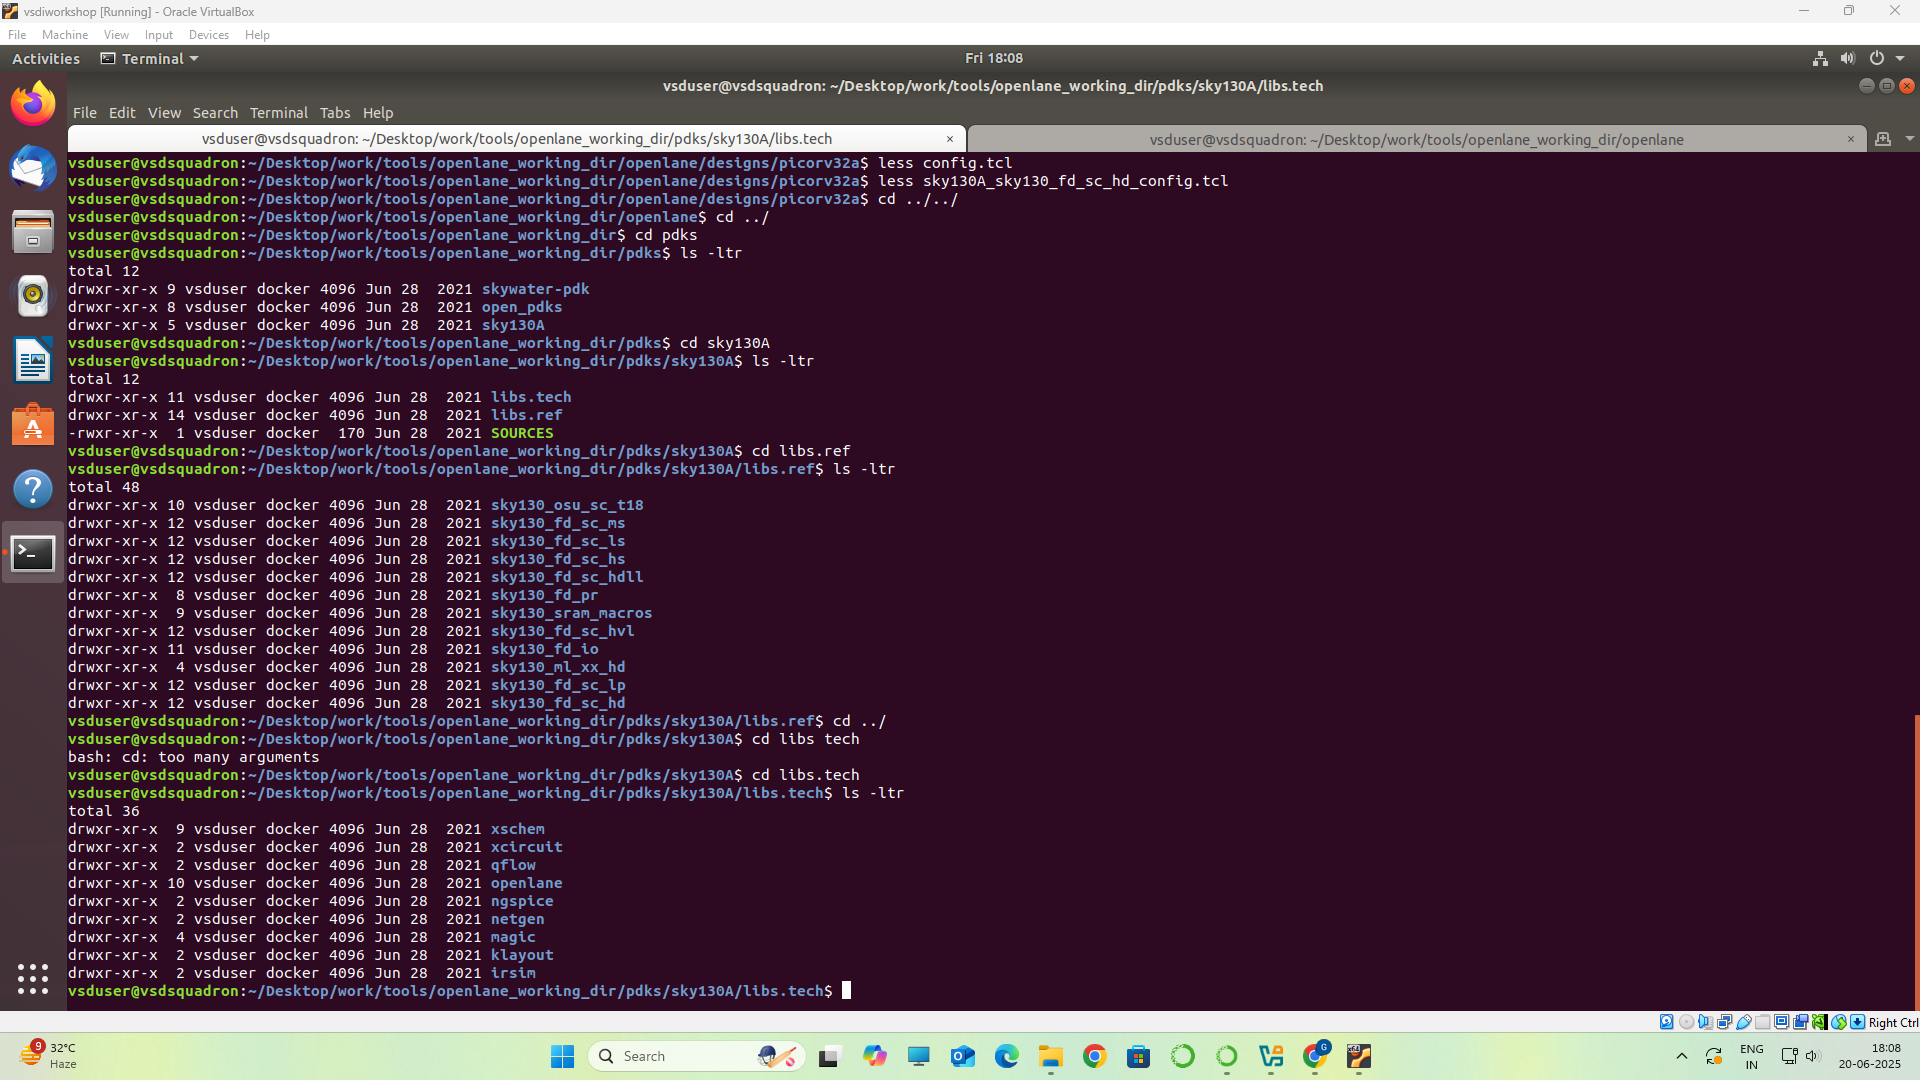 vsdiworkshop [Running] - Oracle VirtualBox
File Machine View Input Devices Help
Activities Terminal Fri 18:08
vsduser@vsdsquadron: ~/Desktop/work/tools/openlane_working_dir/pdks/sky130A/libs.tech
File Edit View Search Terminal Tabs Help
vsduser@vsdsquadron: ~/Desktop/work/tools/openlane_working_dir/pdks/sky130A/libs.tech × vsduser@vsdsquadron: ~/Desktop/work/tools/openlane_working_dir/openlane ×
vsduser@vsdsquadron:~/Desktop/work/tools/openlane_working_dir/openlane/designs/picorv32a$ less config.tcl
vsduser@vsdsquadron:~/Desktop/work/tools/openlane_working_dir/openlane/designs/picorv32a$ less sky130A_sky130_fd_sc_hd_config.tcl
vsduser@vsdsquadron:~/Desktop/work/tools/openlane_working_dir/openlane/designs/picorv32a$ cd ../../
vsduser@vsdsquadron:~/Desktop/work/tools/openlane_working_dir/openlane$ cd ../
vsduser@vsdsquadron:~/Desktop/work/tools/openlane_working_dir$ cd pdks
vsduser@vsdsquadron:~/Desktop/work/tools/openlane_working_dir/pdks$ ls -ltr
total 12
drwxr-xr-x 9 vsduser docker 4096 Jun 28  2021 skywater-pdk
drwxr-xr-x 8 vsduser docker 4096 Jun 28  2021 open_pdks
drwxr-xr-x 5 vsduser docker 4096 Jun 28  2021 sky130A
vsduser@vsdsquadron:~/Desktop/work/tools/openlane_working_dir/pdks$ cd sky130A
vsduser@vsdsquadron:~/Desktop/work/tools/openlane_working_dir/pdks/sky130A$ ls -ltr
total 12
drwxr-xr-x 11 vsduser docker 4096 Jun 28  2021 libs.tech
drwxr-xr-x 14 vsduser docker 4096 Jun 28  2021 libs.ref
-rwxr-xr-x  1 vsduser docker  170 Jun 28  2021 SOURCES
vsduser@vsdsquadron:~/Desktop/work/tools/openlane_working_dir/pdks/sky130A$ cd libs.ref
vsduser@vsdsquadron:~/Desktop/work/tools/openlane_working_dir/pdks/sky130A/libs.ref$ ls -ltr
total 48
drwxr-xr-x 10 vsduser docker 4096 Jun 28  2021 sky130_osu_sc_t18
drwxr-xr-x 12 vsduser docker 4096 Jun 28  2021 sky130_fd_sc_ms
drwxr-xr-x 12 vsduser docker 4096 Jun 28  2021 sky130_fd_sc_ls
drwxr-xr-x 12 vsduser docker 4096 Jun 28  2021 sky130_fd_sc_hs
drwxr-xr-x 12 vsduser docker 4096 Jun 28  2021 sky130_fd_sc_hdll
drwxr-xr-x  8 vsduser docker 4096 Jun 28  2021 sky130_fd_pr
drwxr-xr-x  9 vsduser docker 4096 Jun 28  2021 sky130_sram_macros
drwxr-xr-x 12 vsduser docker 4096 Jun 28  2021 sky130_fd_sc_hvl
drwxr-xr-x 11 vsduser docker 4096 Jun 28  2021 sky130_fd_io
drwxr-xr-x  4 vsduser docker 4096 Jun 28  2021 sky130_ml_xx_hd
drwxr-xr-x 12 vsduser docker 4096 Jun 28  2021 sky130_fd_sc_lp
drwxr-xr-x 12 vsduser docker 4096 Jun 28  2021 sky130_fd_sc_hd
vsduser@vsdsquadron:~/Desktop/work/tools/openlane_working_dir/pdks/sky130A/libs.ref$ cd ../
vsduser@vsdsquadron:~/Desktop/work/tools/openlane_working_dir/pdks/sky130A$ cd libs tech
bash: cd: too many arguments
vsduser@vsdsquadron:~/Desktop/work/tools/openlane_working_dir/pdks/sky130A$ cd libs.tech
vsduser@vsdsquadron:~/Desktop/work/tools/openlane_working_dir/pdks/sky130A/libs.tech$ ls -ltr
total 36
drwxr-xr-x  9 vsduser docker 4096 Jun 28  2021 xschem
drwxr-xr-x  2 vsduser docker 4096 Jun 28  2021 xcircuit
drwxr-xr-x  2 vsduser docker 4096 Jun 28  2021 qflow
drwxr-xr-x 10 vsduser docker 4096 Jun 28  2021 openlane
drwxr-xr-x  2 vsduser docker 4096 Jun 28  2021 ngspice
drwxr-xr-x  2 vsduser docker 4096 Jun 28  2021 netgen
drwxr-xr-x  4 vsduser docker 4096 Jun 28  2021 magic
drwxr-xr-x  2 vsduser docker 4096 Jun 28  2021 klayout
drwxr-xr-x  2 vsduser docker 4096 Jun 28  2021 irsim
vsduser@vsdsquadron:~/Desktop/work/tools/openlane_working_dir/pdks/sky130A/libs.tech$
Right Ctrl
9 32°C
Haze
Search
G
ENG
IN
18:08
20-06-2025